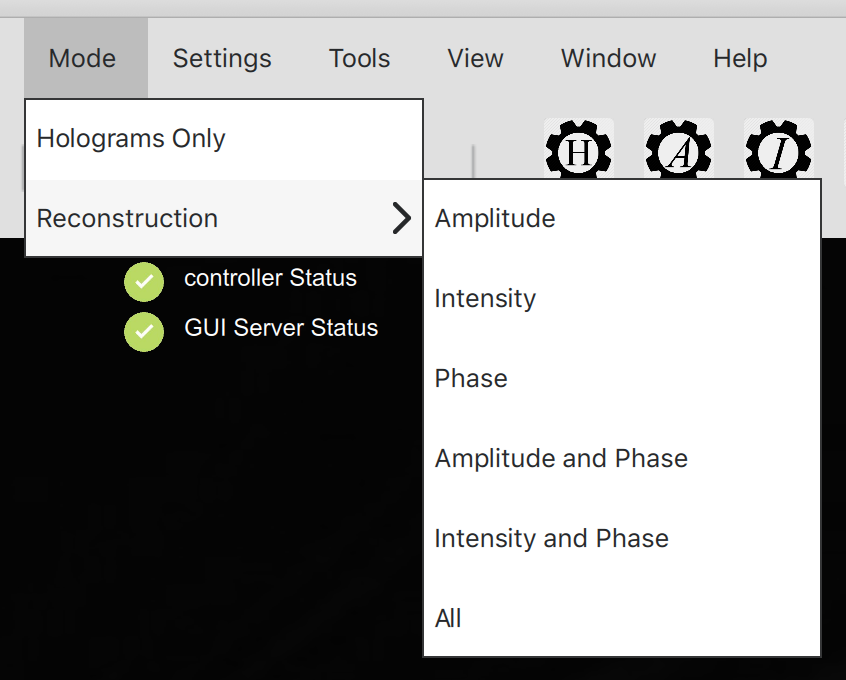 Mode Settings Tools View Window Help
Holograms Only
H A I
Reconstruction
Amplitude
controller Status
Intensity
GUI Server Status
Phase
Amplitude and Phase
Intensity and Phase
All